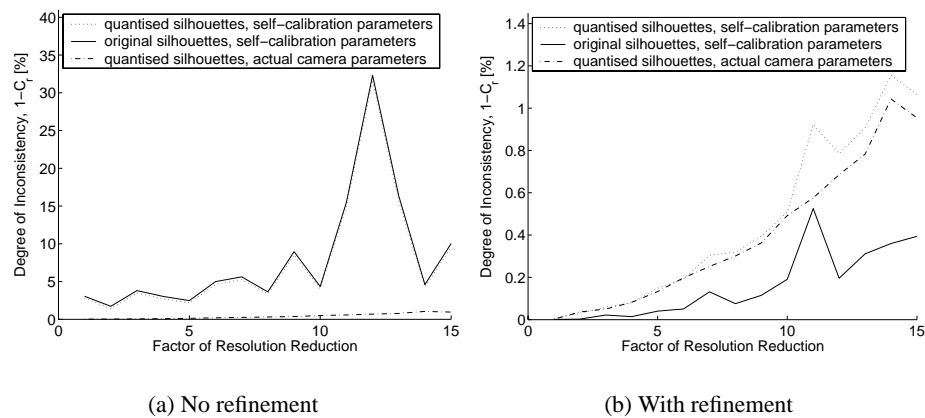 40
35
30
25
20
15
10
5
0
0
5
10
15
Degree of Inconsistency, 1−C_r [%]
Factor of Resolution Reduction
quantised silhouettes, self−calibration parameters
original silhouettes, self−calibration parameters
quantised silhouettes, actual camera parameters
(a) No refinement
1.4
1.2
1
0.8
0.6
0.4
0.2
0
0
5
10
15
Degree of Inconsistency, 1−C_r [%]
Factor of Resolution Reduction
quantised silhouettes, self−calibration parameters
original silhouettes, self−calibration parameters
quantised silhouettes, actual camera parameters
(b) With refinement